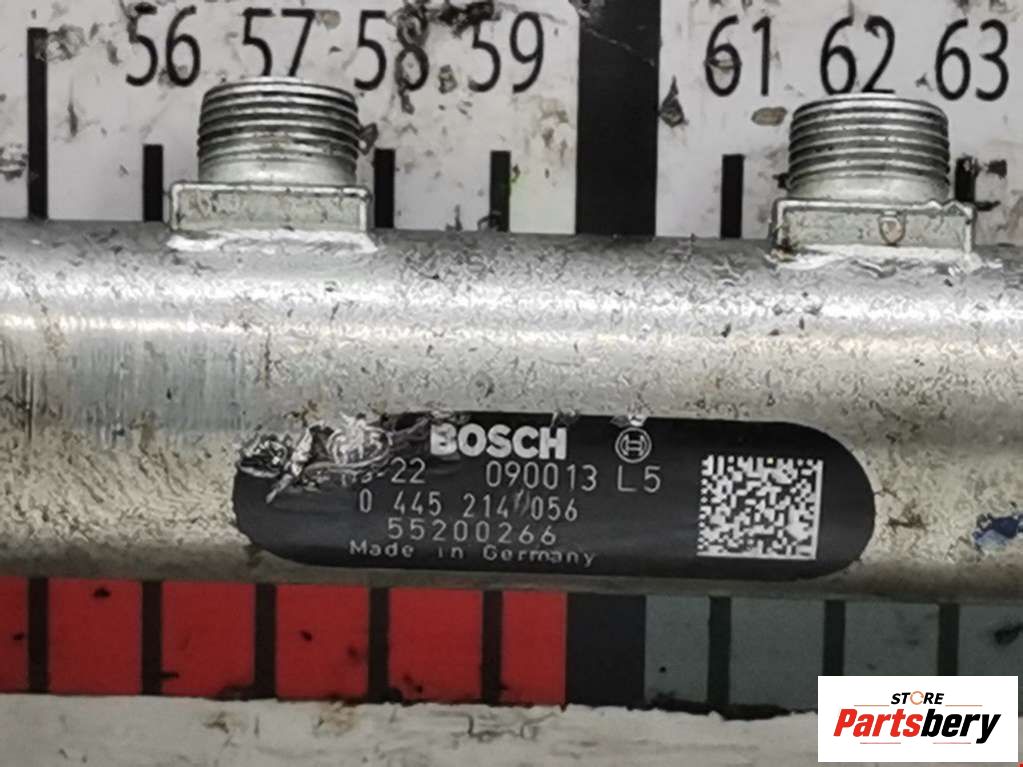 56 57 58 59 61 62 63
BOSCH
-22 090013 L5
0 445 214 056
55200266
Made in Germany
STORE
Partsbery